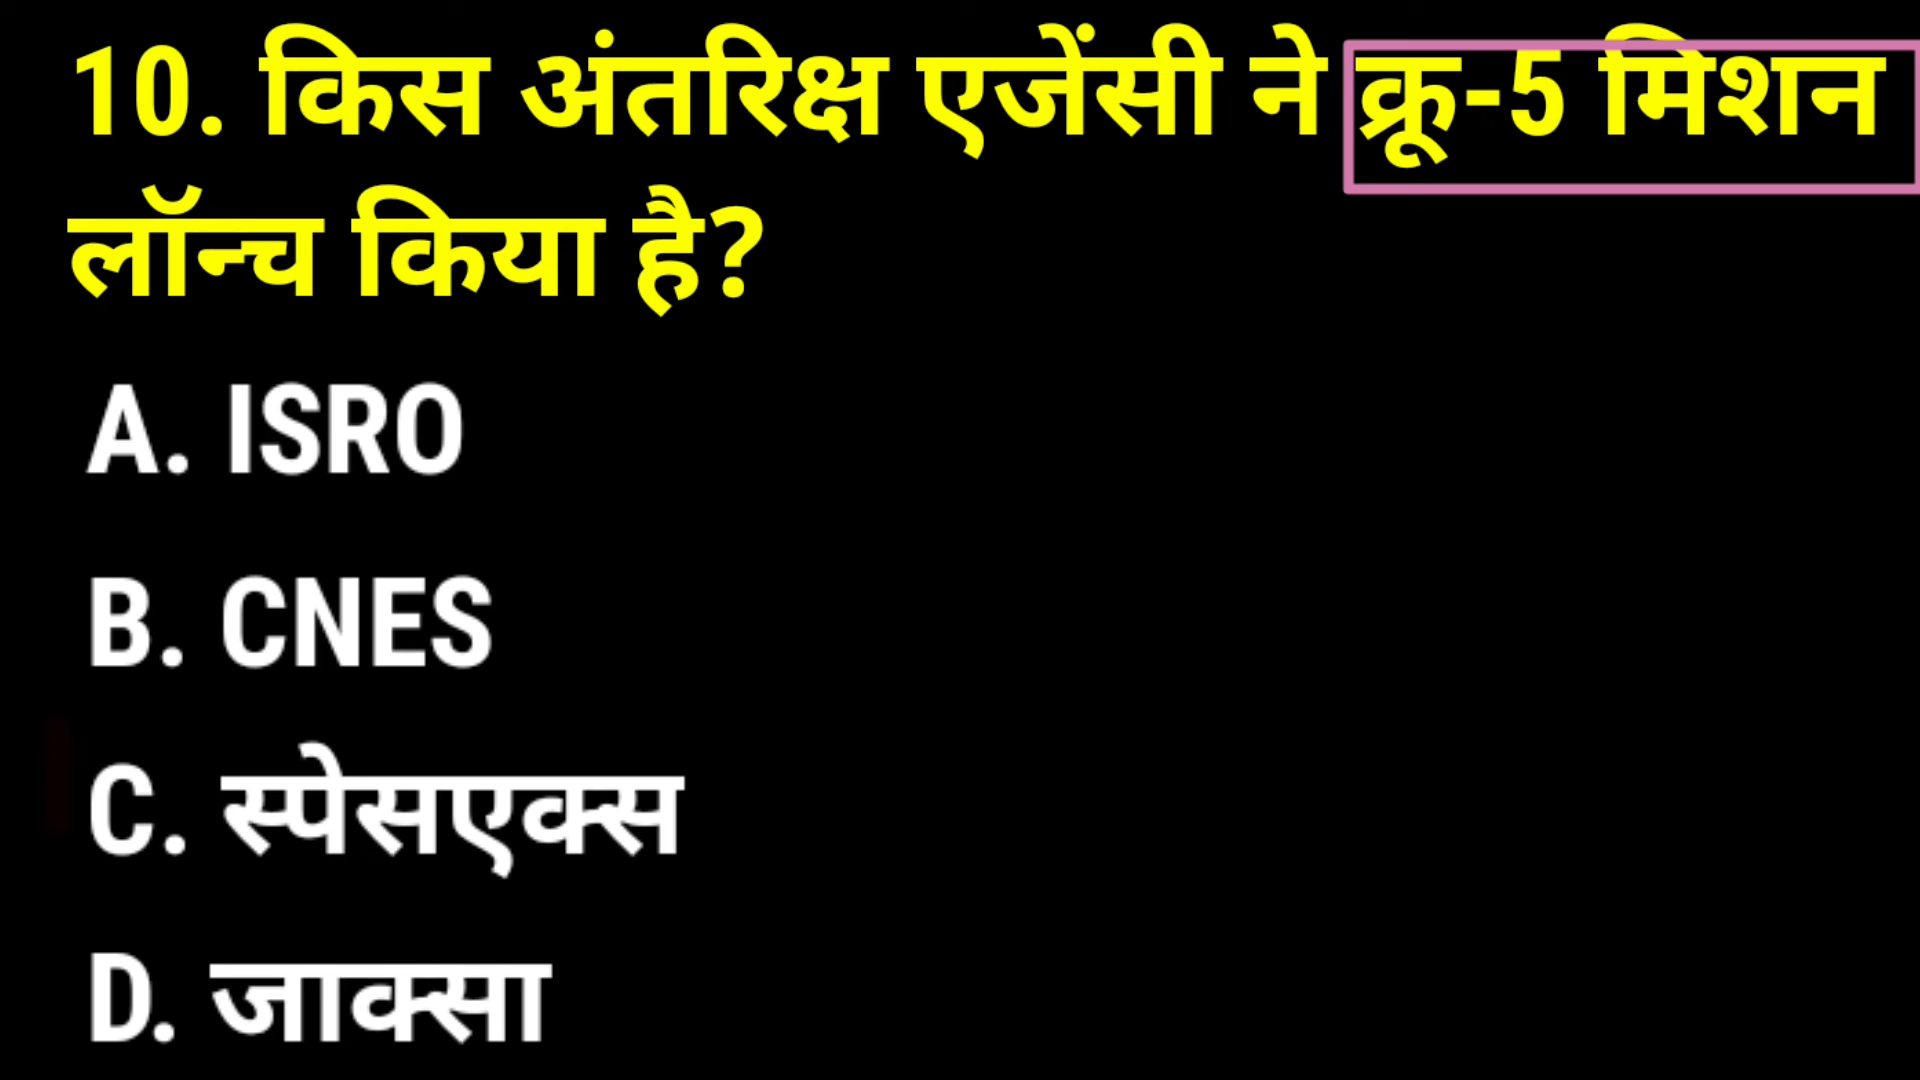 10. किस अंतरिक्ष एजेंसी ने क्रू-5 मिशन
लॉन्च किया है?
A. ISRO
B. CNES
C. स्पेसएक्स
D. जाक्सा